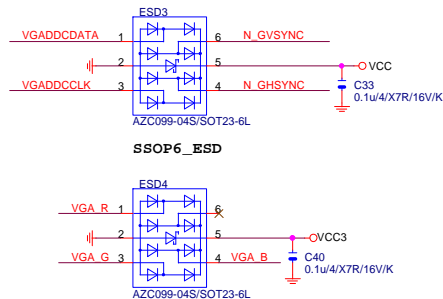 ESD3
VGADDCDATA 1 6 N_GVSYNC
2 5 VCC
VGADDCCLK 3 4 N_GHSYNC
C33
0.1u/4/X7R/16V/K
AZC099-04S/SOT23-6L
SSOP6_ESD
ESD4
VGA_R 1 6
2 5 VCC3
VGA_G 3 4 VGA_B
C40
0.1u/4/X7R/16V/K
AZC099-04S/SOT23-6L